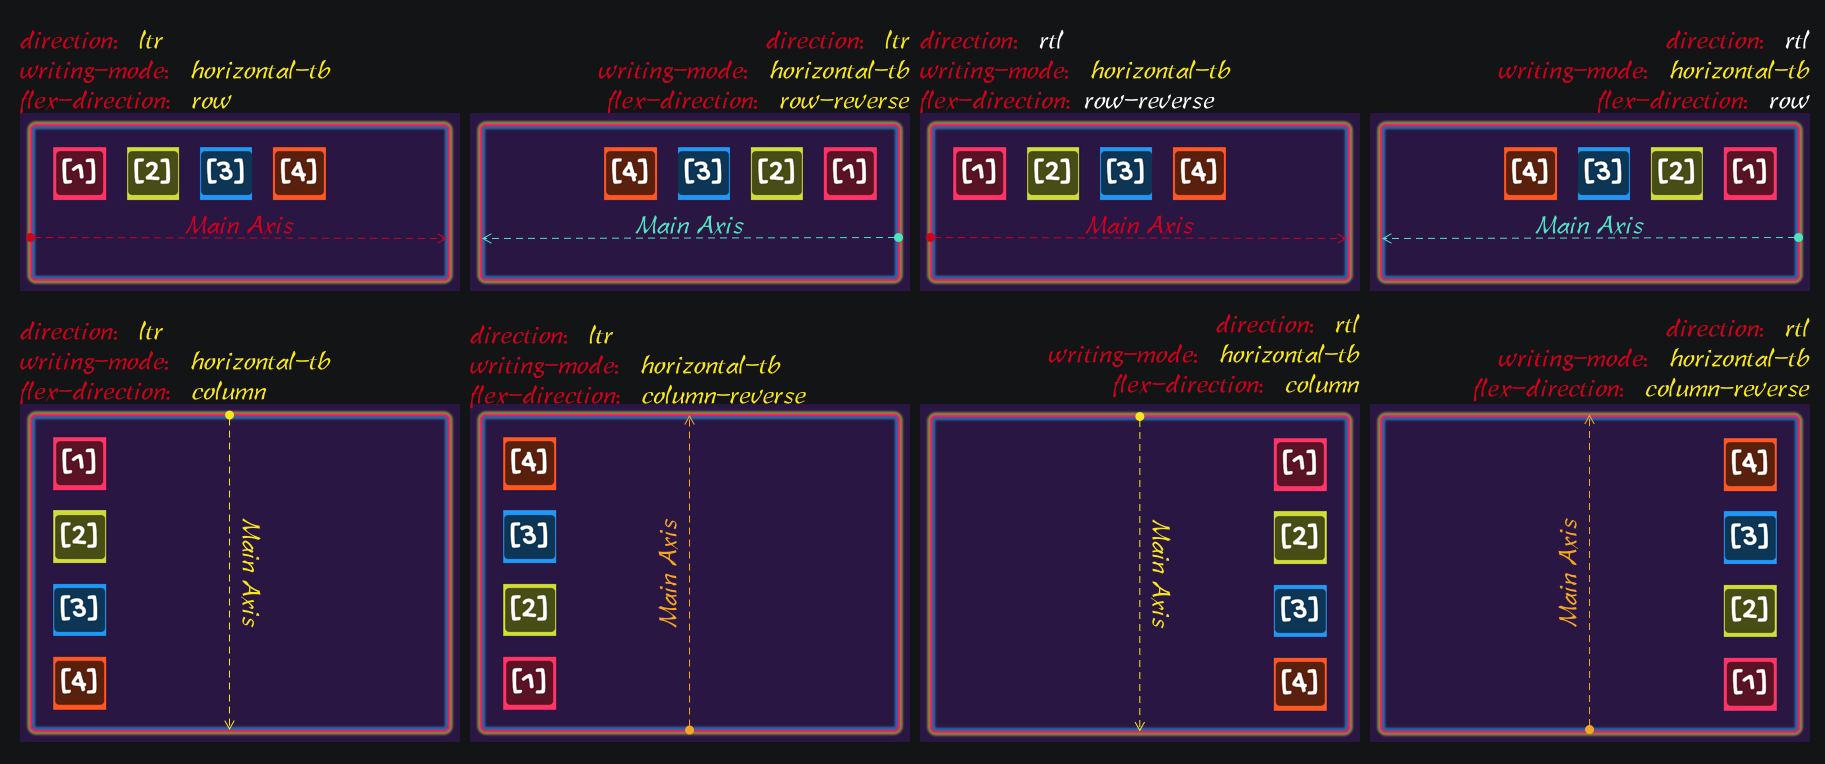 direction: ltr
writing-mode: horizontal-tb
flex-direction: row
[1] [2] [3] [4]
Main Axis
direction: ltr
writing-mode: horizontal-tb
flex-direction: row-reverse
[4] [3] [2] [1]
Main Axis
direction: rtl
writing-mode: horizontal-tb
flex-direction: row-reverse
[1] [2] [3] [4]
Main Axis
direction: rtl
writing-mode: horizontal-tb
flex-direction: row
[4] [3] [2] [1]
Main Axis
direction: ltr
writing-mode: horizontal-tb
flex-direction: column
[1]
[2]
[3]
[4]
Main Axis
direction: ltr
writing-mode: horizontal-tb
flex-direction: column-reverse
[4]
[3]
[2]
[1]
Main Axis
direction: rtl
writing-mode: horizontal-tb
flex-direction: column
[1]
[2]
[3]
[4]
Main Axis
direction: rtl
writing-mode: horizontal-tb
flex-direction: column-reverse
[4]
[3]
[2]
[1]
Main Axis